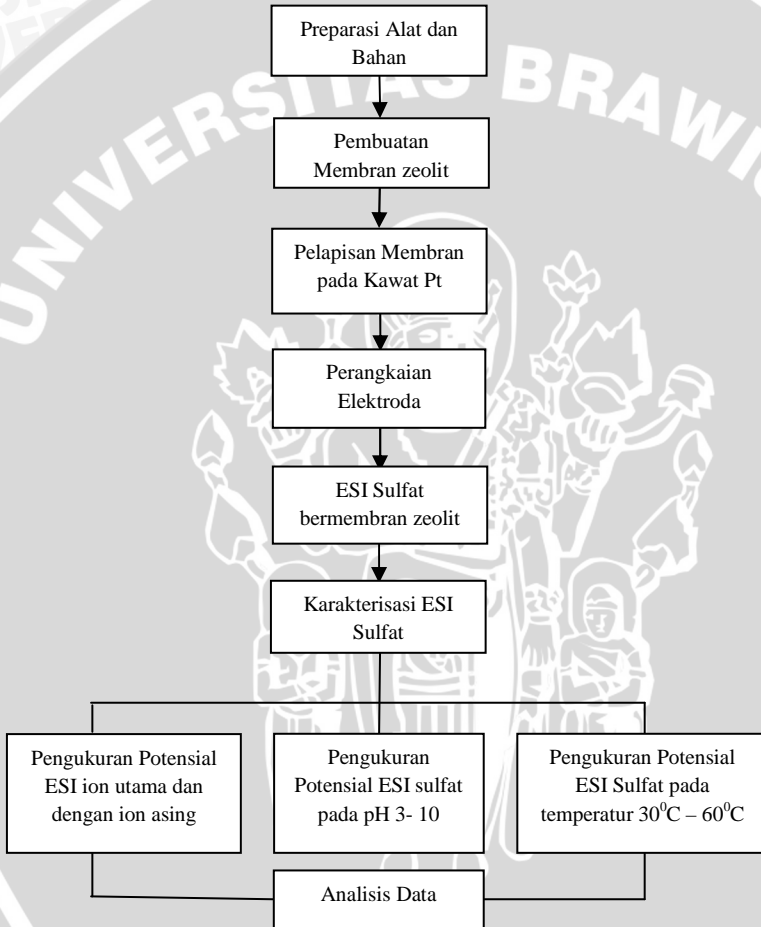 UNIVERSITAS BRAWI
Preparasi Alat dan
Bahan
Pembuatan
Membran zeolit
Pelapisan Membran
pada Kawat Pt
Perangkaian
Elektroda
ESI Sulfat
bermembran zeolit
Karakterisasi ESI
Sulfat
Pengukuran Potensial
ESI ion utama dan
dengan ion asing
Pengukuran
Potensial ESI sulfat
pada pH 3- 10
Pengukuran Potensial
ESI Sulfat pada
temperatur 30⁰C – 60⁰C
Analisis Data